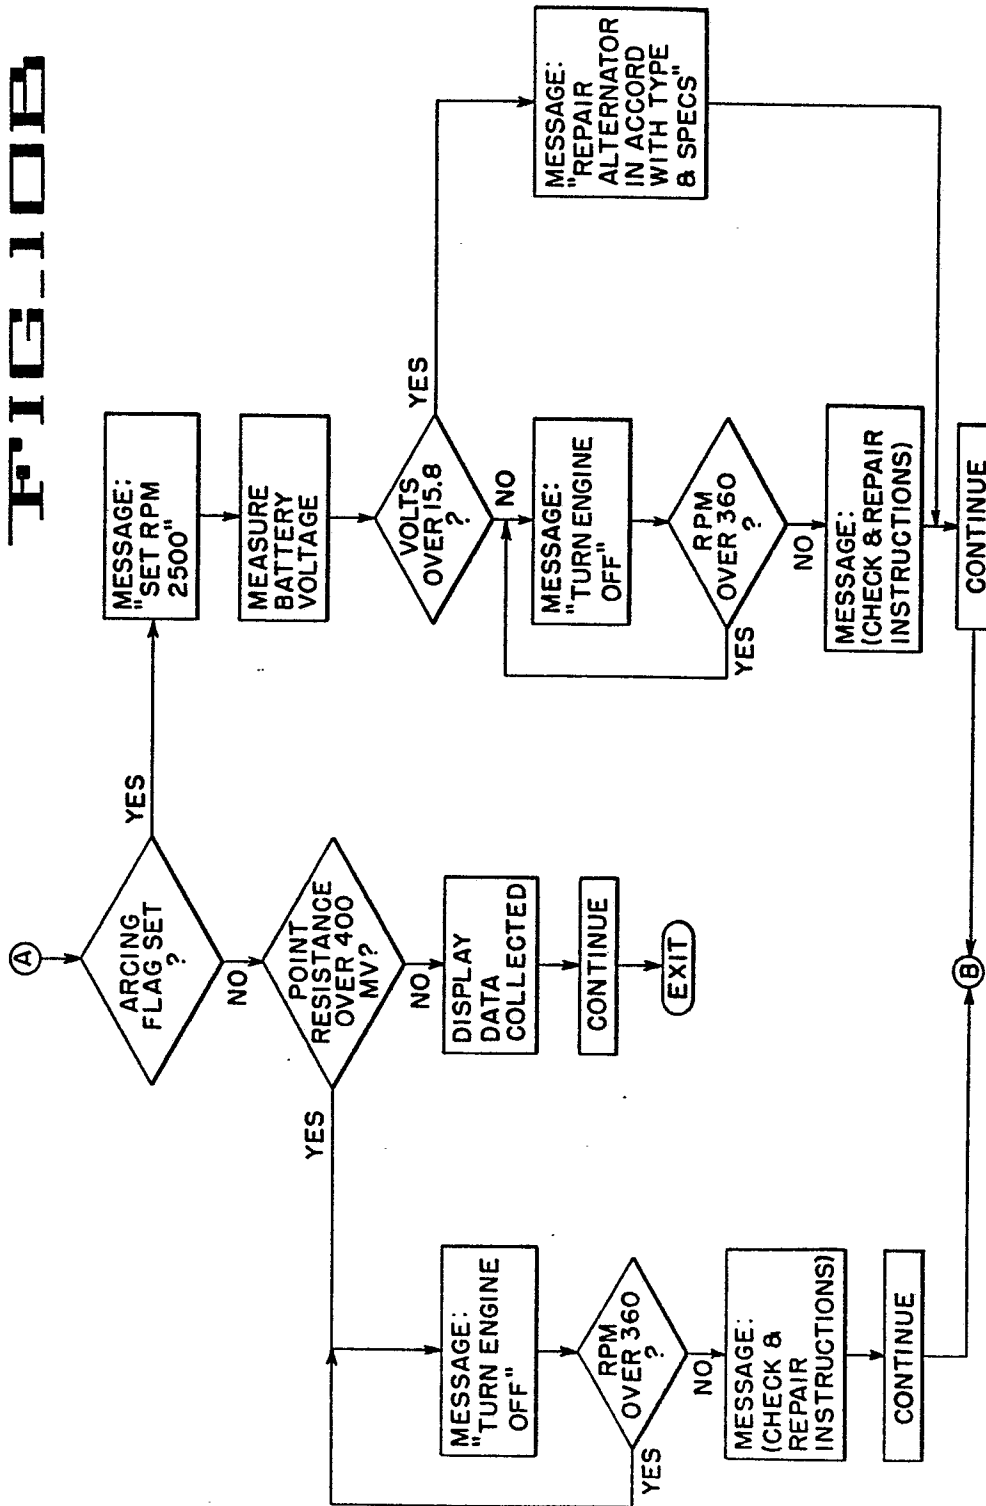 FIG_10B
A
ARCING
FLAG SET
?
YES
NO
MESSAGE:
"SET RPM
2500"
MEASURE
BATTERY
VOLTAGE
VOLTS
OVER 15.8
?
YES
NO
MESSAGE:
"REPAIR
ALTERNATOR
IN ACCORD
WITH TYPE
& SPECS"
MESSAGE:
"TURN ENGINE
OFF"
RPM
OVER 360
?
YES
NO
MESSAGE:
(CHECK & REPAIR
INSTRUCTIONS)
CONTINUE
POINT
RESISTANCE
OVER 400
MV?
YES
NO
DISPLAY
DATA
COLLECTED
CONTINUE
EXIT
MESSAGE:
"TURN ENGINE
OFF"
RPM
OVER 360
?
YES
NO
MESSAGE:
(CHECK &
REPAIR
INSTRUCTIONS)
CONTINUE
B